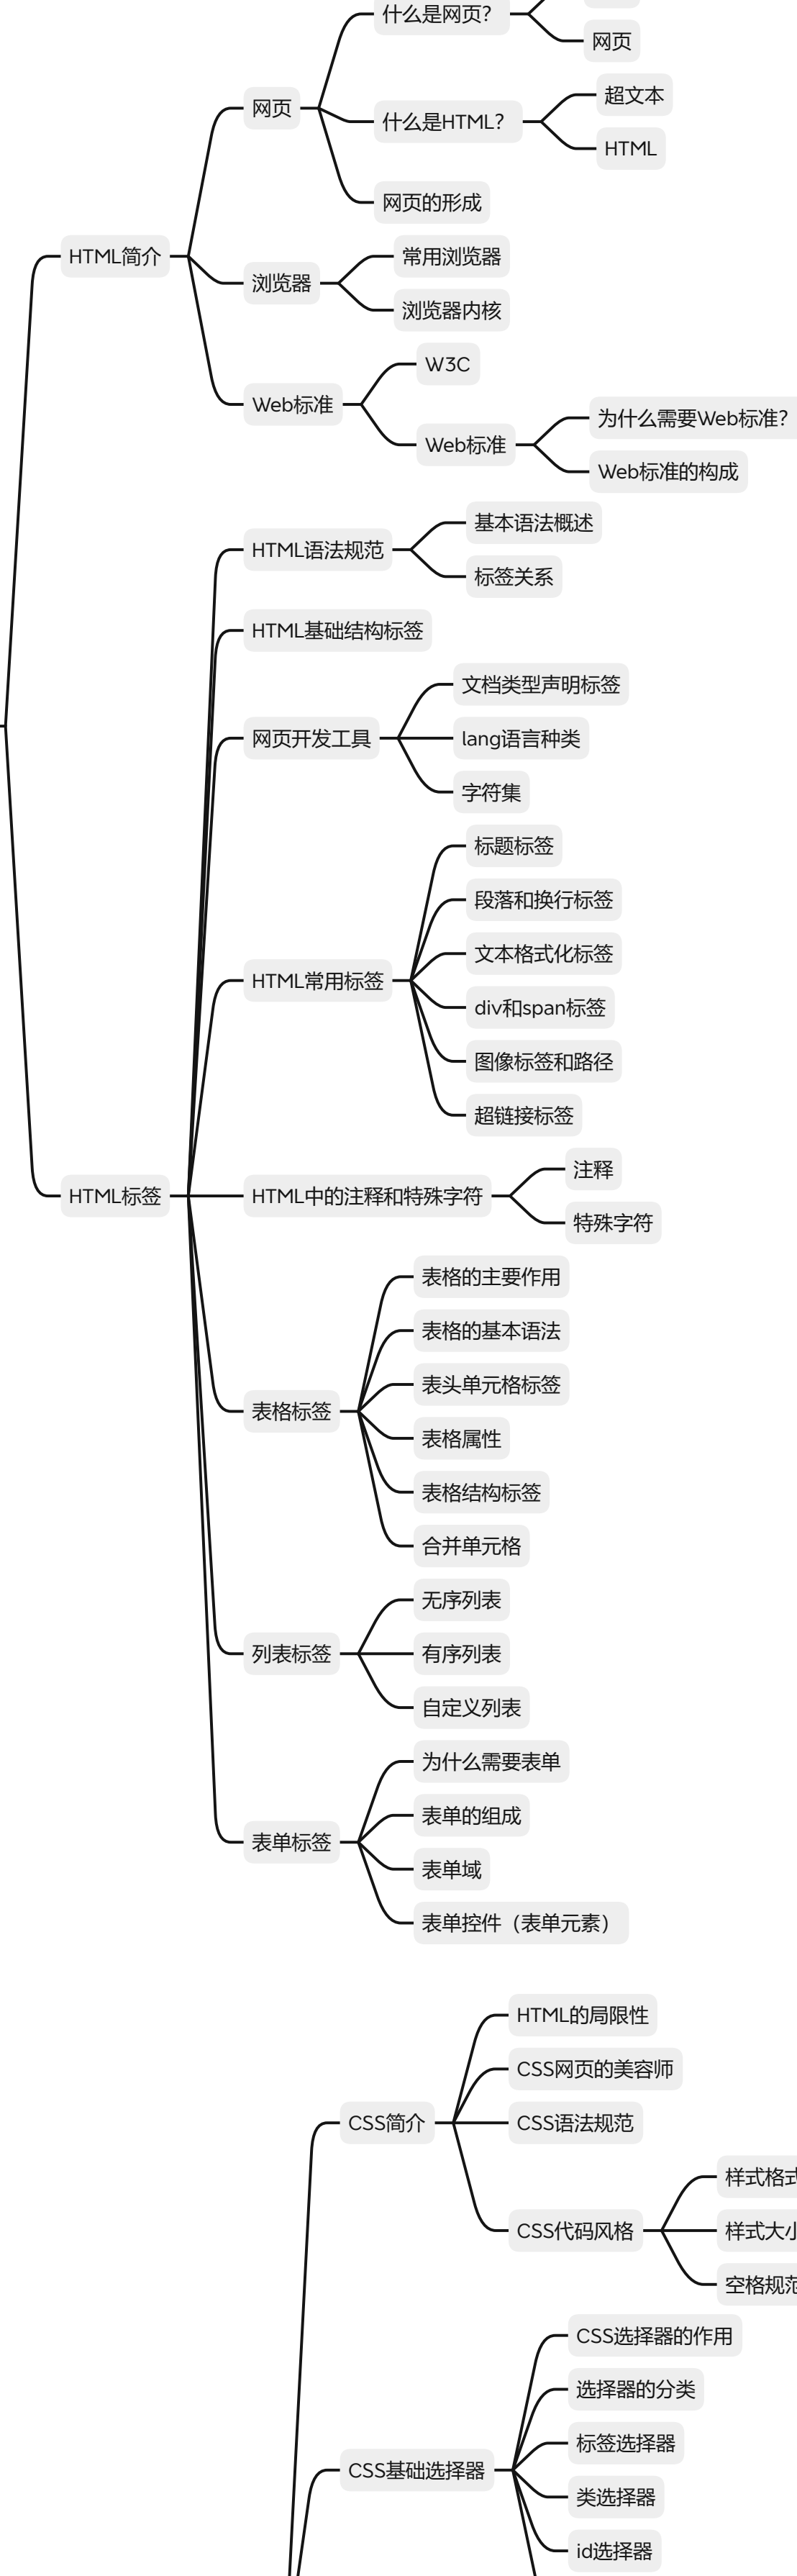 什么是网页？
网页
网页
什么是HTML？
超文本
HTML
网页的形成
HTML简介
浏览器
常用浏览器
浏览器内核
Web标准
W3C
Web标准
为什么需要Web标准？
Web标准的构成
HTML语法规范
基本语法概述
标签关系
HTML基础结构标签
网页开发工具
文档类型声明标签
lang语言种类
字符集
HTML常用标签
标题标签
段落和换行标签
文本格式化标签
div和span标签
图像标签和路径
超链接标签
HTML标签
HTML中的注释和特殊字符
注释
特殊字符
表格标签
表格的主要作用
表格的基本语法
表头单元格标签
表格属性
表格结构标签
合并单元格
列表标签
无序列表
有序列表
自定义列表
表单标签
为什么需要表单
表单的组成
表单域
表单控件（表单元素）
CSS简介
HTML的局限性
CSS网页的美容师
CSS语法规范
CSS代码风格
样式格式
样式大小
空格规范
CSS基础选择器
CSS选择器的作用
选择器的分类
标签选择器
类选择器
id选择器